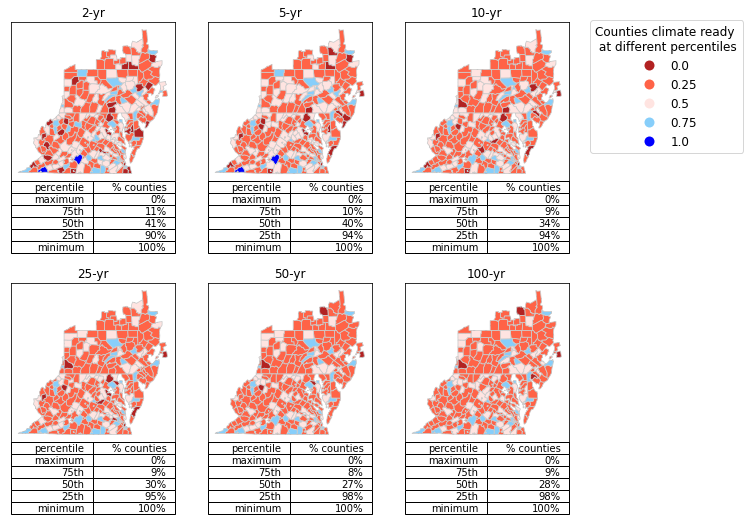 2-yr
5-yr
10-yr
Counties climate ready
at different percentiles
0.0
0.25
0.5
0.75
1.0
percentile % counties
maximum 0%
75th 11%
50th 41%
25th 90%
minimum 100%
percentile % counties
maximum 0%
75th 10%
50th 40%
25th 94%
minimum 100%
percentile % counties
maximum 0%
75th 9%
50th 34%
25th 94%
minimum 100%
25-yr
50-yr
100-yr
percentile % counties
maximum 0%
75th 9%
50th 30%
25th 95%
minimum 100%
percentile % counties
maximum 0%
75th 8%
50th 27%
25th 98%
minimum 100%
percentile % counties
maximum 0%
75th 9%
50th 28%
25th 98%
minimum 100%